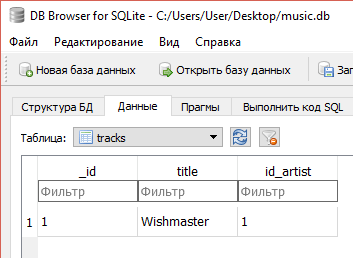 DB Browser for SQLite - C:/Users/User/Desktop/music.db
Файл Редактирование Вид Справка
Новая база данных Открыть базу данных
Структура БД Данные Прагмы Выполнить код SQL
Таблица: tracks
_id title id_artist
Фильтр Фильтр Фильтр
1 1 Wishmaster 1